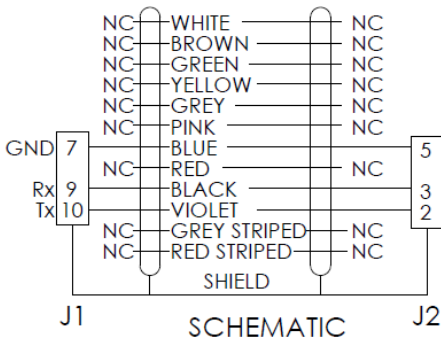 NC WHITE NC
NC BROWN NC
NC GREEN NC
NC YELLOW NC
NC GREY NC
NC PINK NC
GND 7 BLUE 5
NC RED NC
Rx 9 BLACK 3
Tx 10 VIOLET 2
NC GREY STRIPED NC
NC RED STRIPED NC
SHIELD
J1 J2
SCHEMATIC